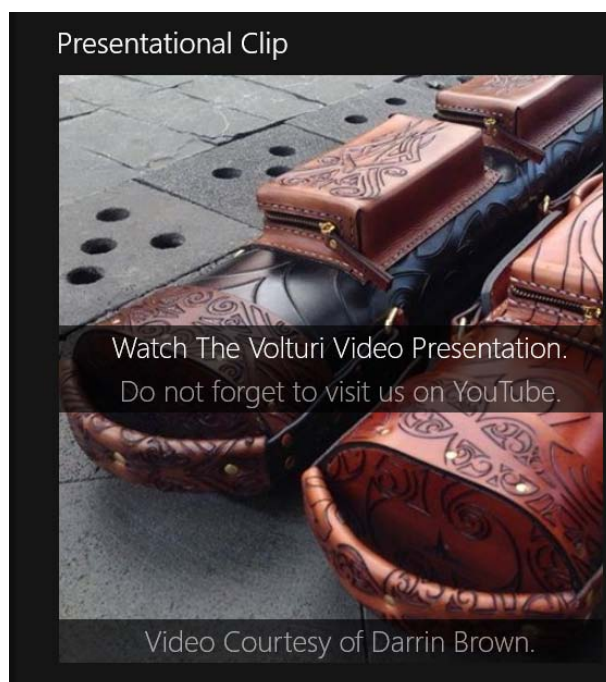 Presentational Clip
Watch The Volturi Video Presentation.
Do not forget to visit us on YouTube.
Video Courtesy of Darrin Brown.